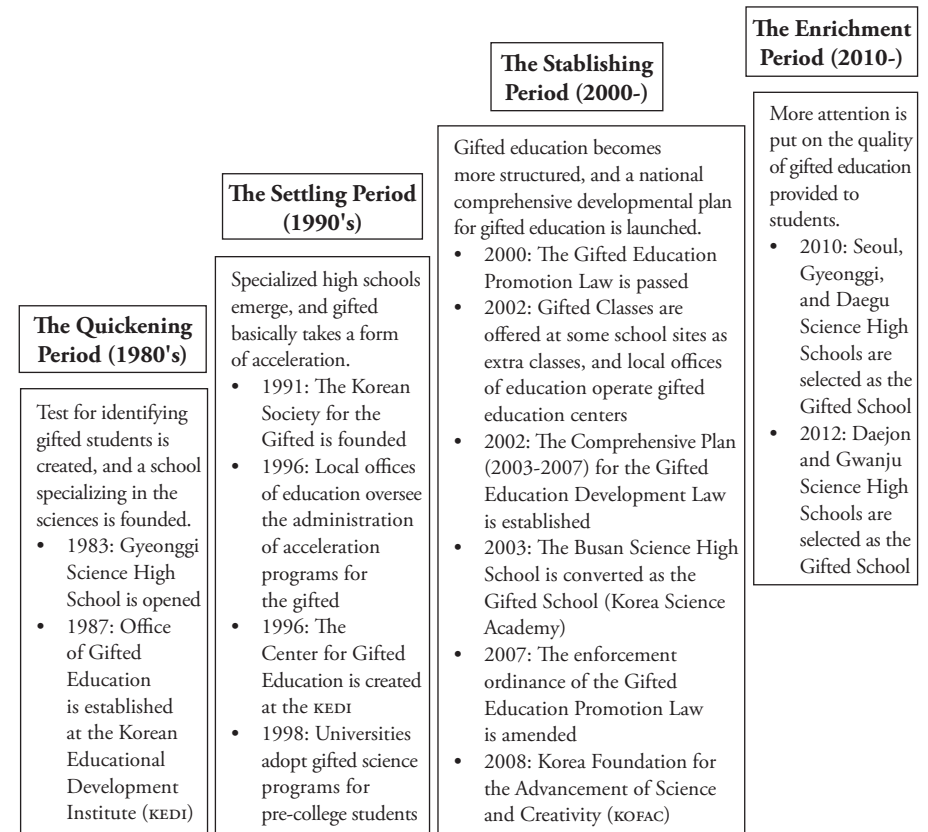 The Quickening
Period (1980's)
Test for identifying
gifted students is
created, and a school
specializing in the
sciences is founded.
• 1983: Gyeonggi
Science High
School is opened
• 1987: Office
of Gifted
Education
is established
at the Korean
Educational
Development
Institute (KEDI)
The Settling Period
(1990's)
Specialized high schools
emerge, and gifted
basically takes a form
of acceleration.
• 1991: The Korean
Society for the
Gifted is founded
• 1996: Local offices
of education oversee
the administration
of acceleration
programs for
the gifted
• 1996: The
Center for Gifted
Education is created
at the KEDI
• 1998: Universities
adopt gifted science
programs for
pre-college students
The Stablishing
Period (2000-)
Gifted education becomes
more structured, and a national
comprehensive developmental plan
for gifted education is launched.
• 2000: The Gifted Education
Promotion Law is passed
• 2002: Gifted Classes are
offered at some school sites as
extra classes, and local offices
of education operate gifted
education centers
• 2002: The Comprehensive Plan
(2003-2007) for the Gifted
Education Development Law
is established
• 2003: The Busan Science High
School is converted as the
Gifted School (Korea Science
Academy)
• 2007: The enforcement
ordinance of the Gifted
Education Promotion Law
is amended
• 2008: Korea Foundation for
the Advancement of Science
and Creativity (KOFAC)
The Enrichment
Period (2010-)
More attention is
put on the quality
of gifted education
provided to
students.
• 2010: Seoul,
Gyeonggi,
and Daegu
Science High
Schools are
selected as the
Gifted School
• 2012: Daejon
and Gwanju
Science High
Schools are
selected as the
Gifted School